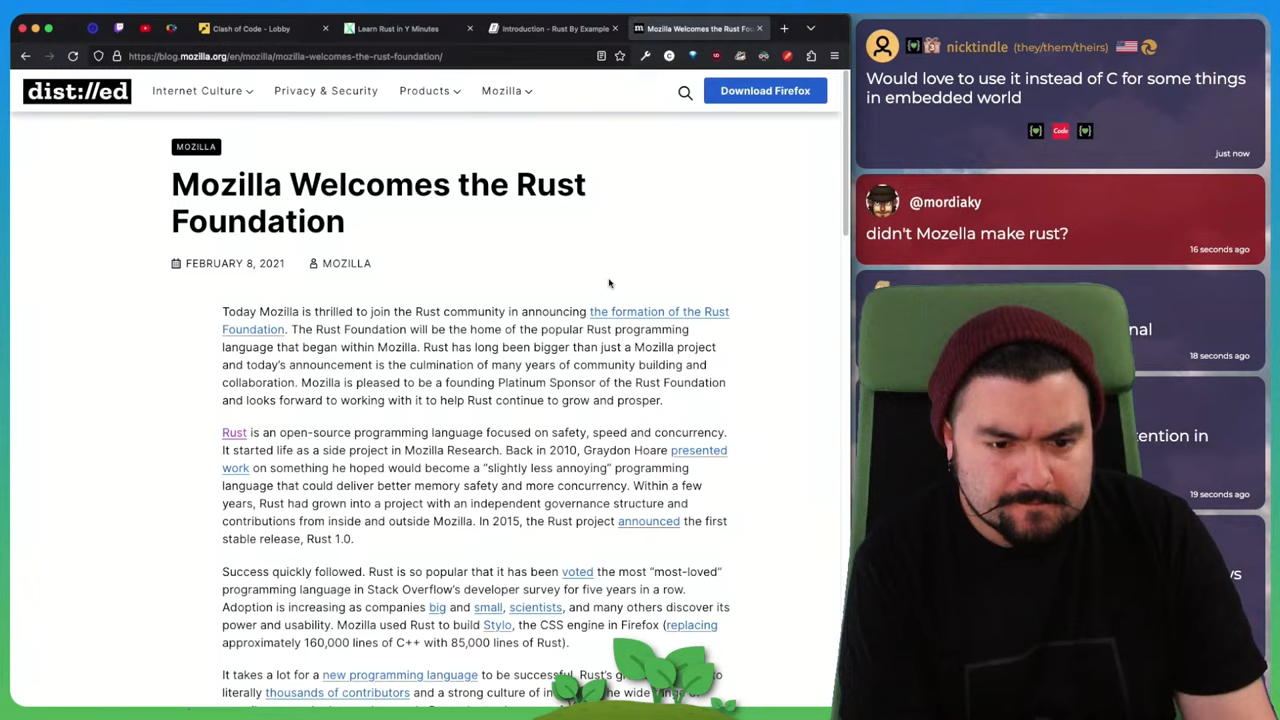 Clash of Code - Lobby
Learn Rust in Y Minutes
Introduction - Rust By Example
Mozilla Welcomes the Rust Fou
https://blog.mozilla.org/en/mozilla/mozilla-welcomes-the-rust-foundation/
dist://ed
Internet Culture
Privacy & Security
Products
Mozilla
Download Firefox
MOZILLA
Mozilla Welcomes the Rust
Foundation
FEBRUARY 8, 2021
MOZILLA
Today Mozilla is thrilled to join the Rust community in announcing the formation of the Rust
Foundation. The Rust Foundation will be the home of the popular Rust programming
language that began within Mozilla. Rust has long been bigger than just a Mozilla project
and today's announcement is the culmination of many years of community building and
collaboration. Mozilla is pleased to be a founding Platinum Sponsor of the Rust Foundation
and looks forward to working with it to help Rust continue to grow and prosper.
Rust is an open-source programming language focused on safety, speed and concurrency.
It started life as a side project in Mozilla Research. Back in 2010, Graydon Hoare presented
work on something he hoped would become a “slightly less annoying” programming
language that could deliver better memory safety and more concurrency. Within a few
years, Rust had grown into a project with an independent governance structure and
contributions from inside and outside Mozilla. In 2015, the Rust project announced the first
stable release, Rust 1.0.
Success quickly followed. Rust is so popular that it has been voted the most “most-loved”
programming language in Stack Overflow's developer survey for five years in a row.
Adoption is increasing as companies big and small, scientists, and many others discover its
power and usability. Mozilla used Rust to build Stylo, the CSS engine in Firefox (replacing
approximately 160,000 lines of C++ with 85,000 lines of Rust).
It takes a lot for a new programming language to be successful. Rust's
literally thousands of contributors and a strong culture of
nicktindle (they/them/theirs)
Would love to use it instead of C for some things
in embedded world
Code
just now
@mordiaky
didn't Mozella make rust?
16 seconds ago
nal
18 seconds ago
tention in
19 seconds ago